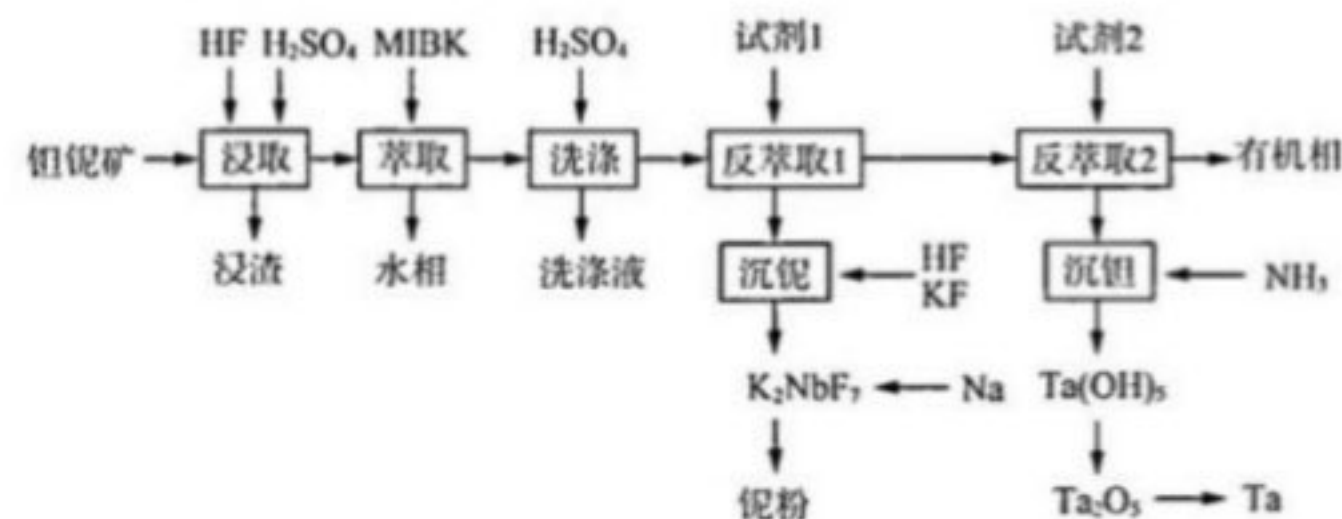 HF H₂SO₄ MIBK H₂SO₄ 试剂1 试剂2
钽铌矿 浸取 萃取 洗涤 反萃取1 反萃取2 有机相
浸渣 水相 洗涤液 沉铌 HF KF 沉钽 NH₃
K₂NbF₇ Na Ta(OH)₅
铌粉 Ta₂O₅ Ta